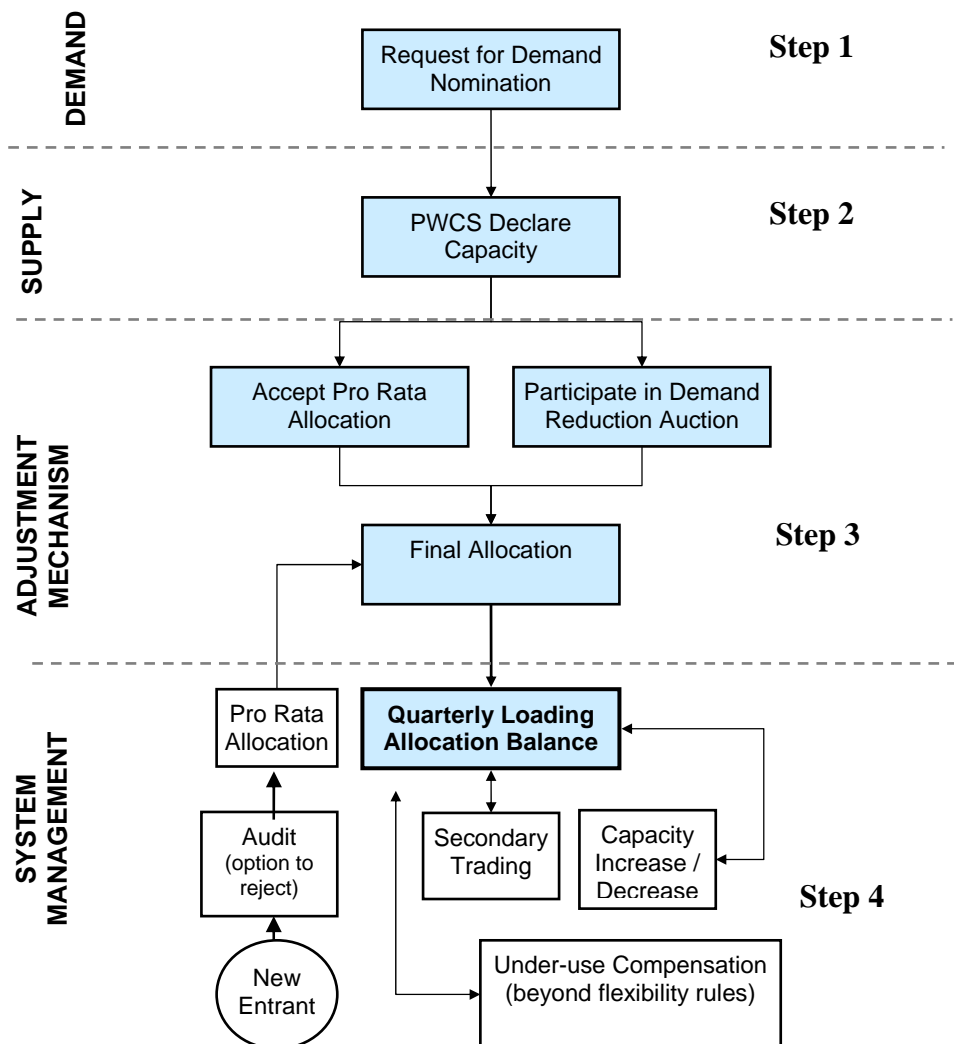 DEMAND
Request for Demand
Nomination
Step 1
SUPPLY
PWCS Declare
Capacity
Step 2
ADJUSTMENT
MECHANISM
Accept Pro Rata
Allocation
Participate in Demand
Reduction Auction
Final Allocation
Step 3
SYSTEM
MANAGEMENT
Pro Rata
Allocation
Quarterly Loading
Allocation Balance
Audit
(option to
reject)
Secondary
Trading
Capacity
Increase /
Decrease
Step 4
New
Entrant
Under-use Compensation
(beyond flexibility rules)